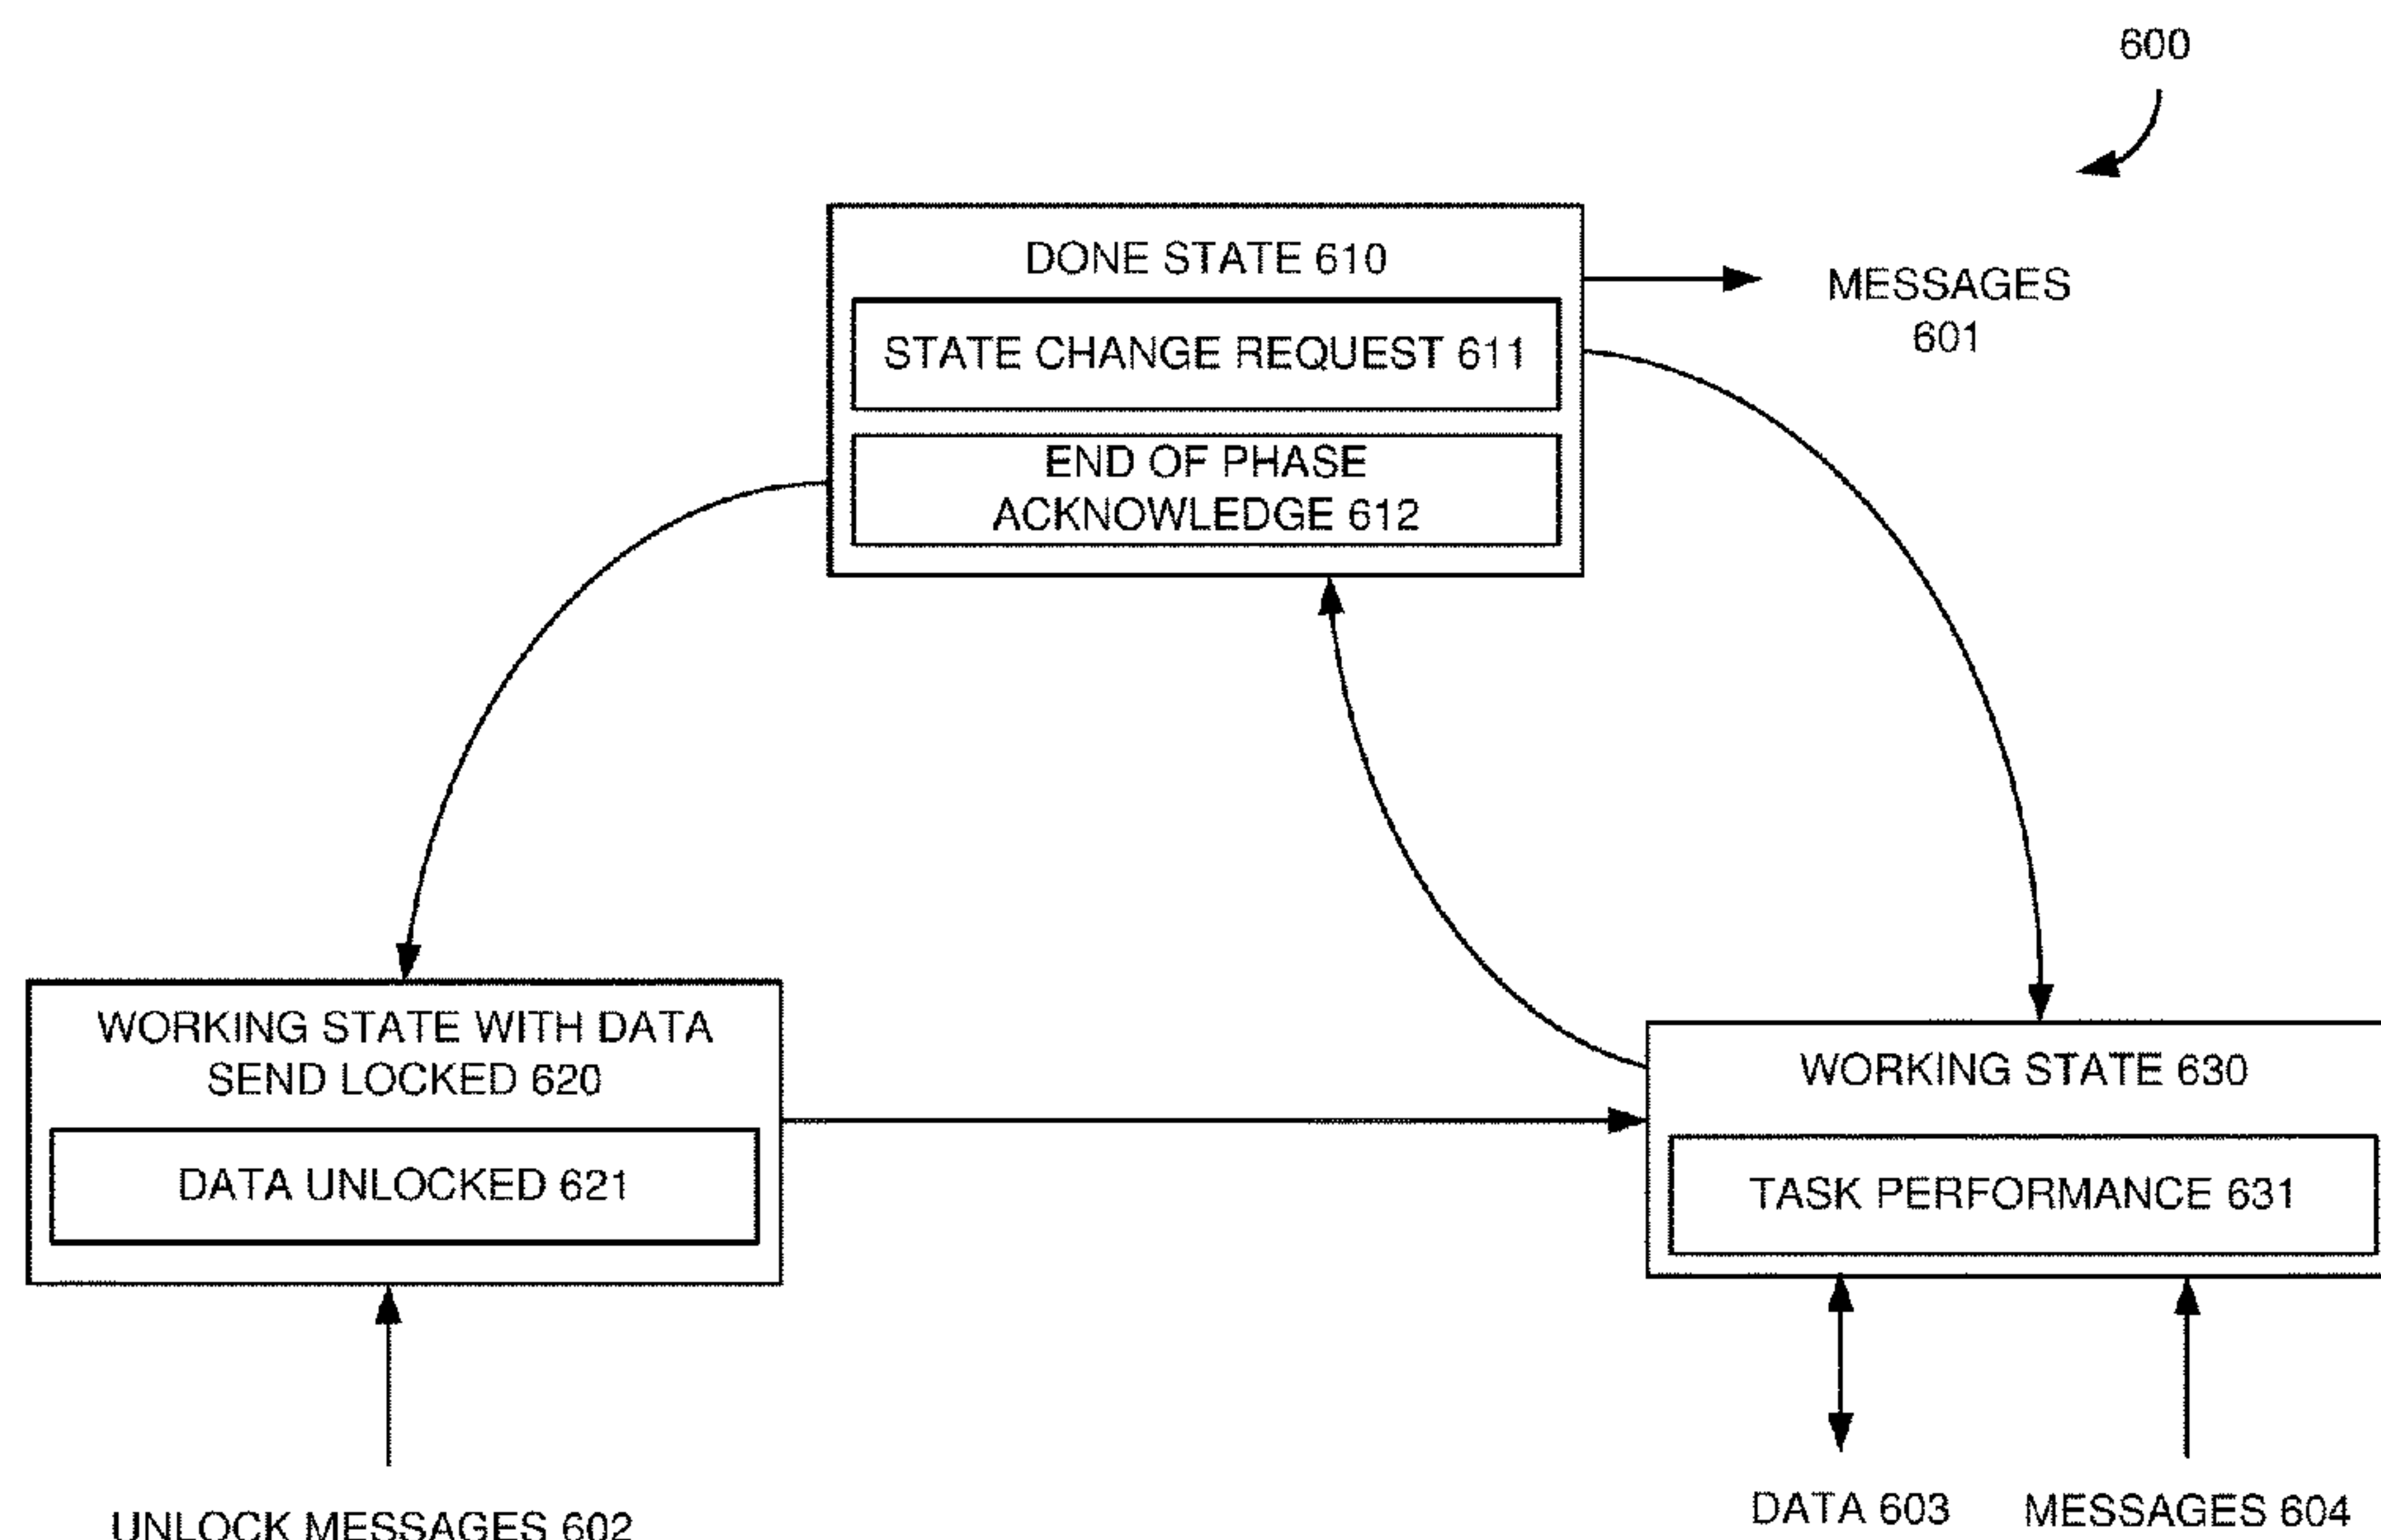 600
DONE STATE 610
MESSAGES
601
STATE CHANGE REQUEST 611
END OF PHASE
ACKNOWLEDGE 612
WORKING STATE WITH DATA
SEND LOCKED 620
DATA UNLOCKED 621
WORKING STATE 630
TASK PERFORMANCE 631
UNLOCK MESSAGES 602
DATA 603
MESSAGES 604